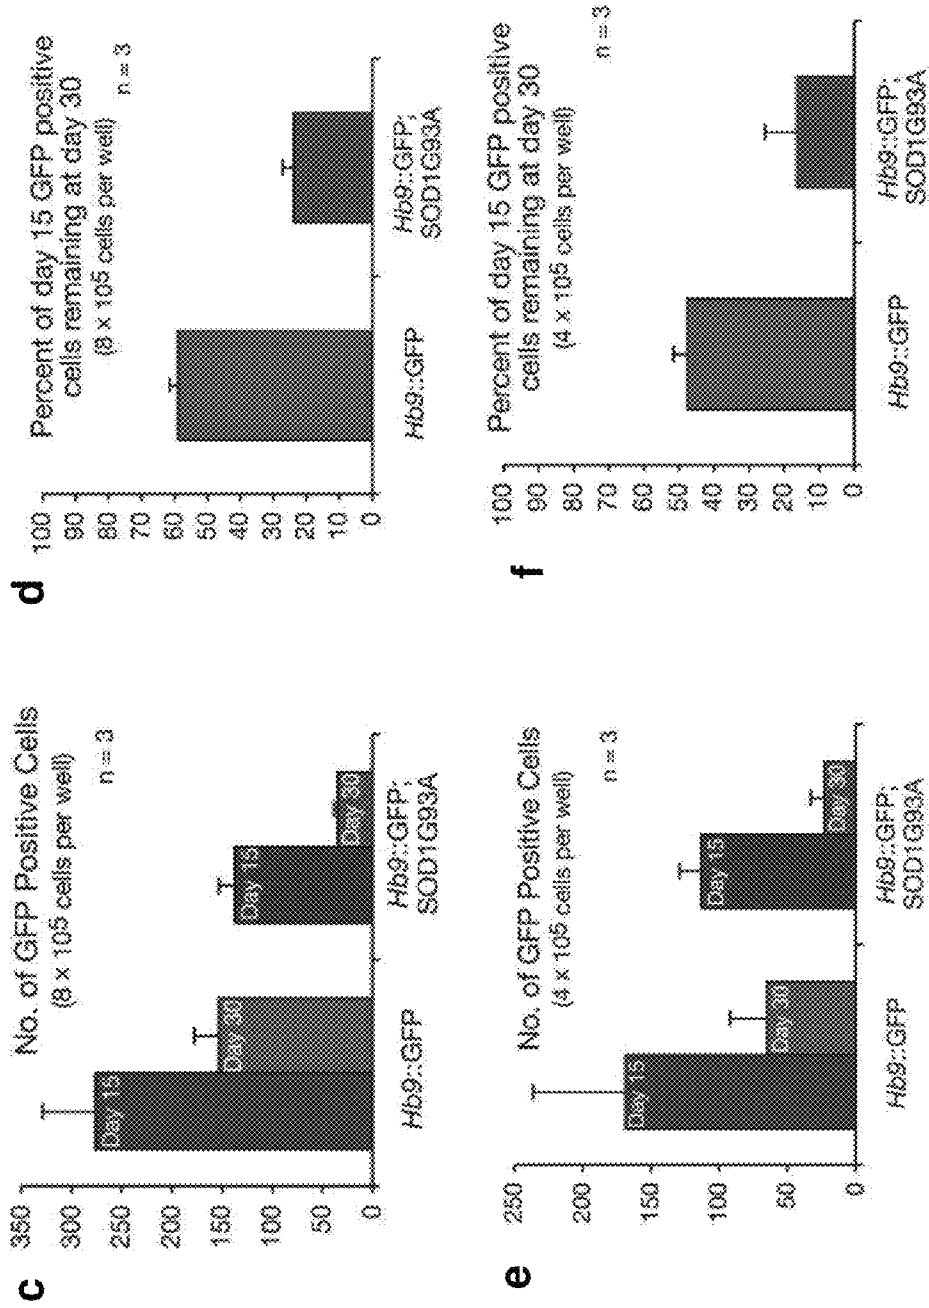 c
No. of GFP Positive Cells
(8 x 10⁵ cells per well)
n = 3
350
300
250
200
150
100
50
0
Day 15
Day 30
Day 15
Day 30
Hb9::GFP
Hb9::GFP;
SOD1G93A
d
Percent of day 15 GFP positive
cells remaining at day 30
(8 x 10⁵ cells per well)
n = 3
100
90
80
70
60
50
40
30
20
10
0
Hb9::GFP
Hb9::GFP;
SOD1G93A
e
No. of GFP Positive Cells
(4 x 10⁵ cells per well)
n = 3
250
200
150
100
50
0
Day 15
Day 30
Day 15
Day 30
Hb9::GFP
Hb9::GFP;
SOD1G93A
f
Percent of day 15 GFP positive
cells remaining at day 30
(4 x 10⁵ cells per well)
n = 3
100
90
80
70
60
50
40
30
20
10
0
Hb9::GFP
Hb9::GFP;
SOD1G93A